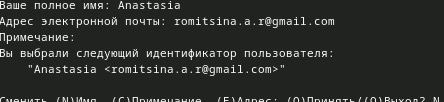 Ваше полное имя: Anastasia
Адрес электронной почты: romitsina.a.r@gmail.com
Примечание:
Вы выбрали следующий идентификатор пользователя:
"Anastasia <romitsina.a.r@gmail.com>"
Сменить (N)Имя, (C)Примечание, (E)Адрес; (O)Принять/(Q)Выход? N